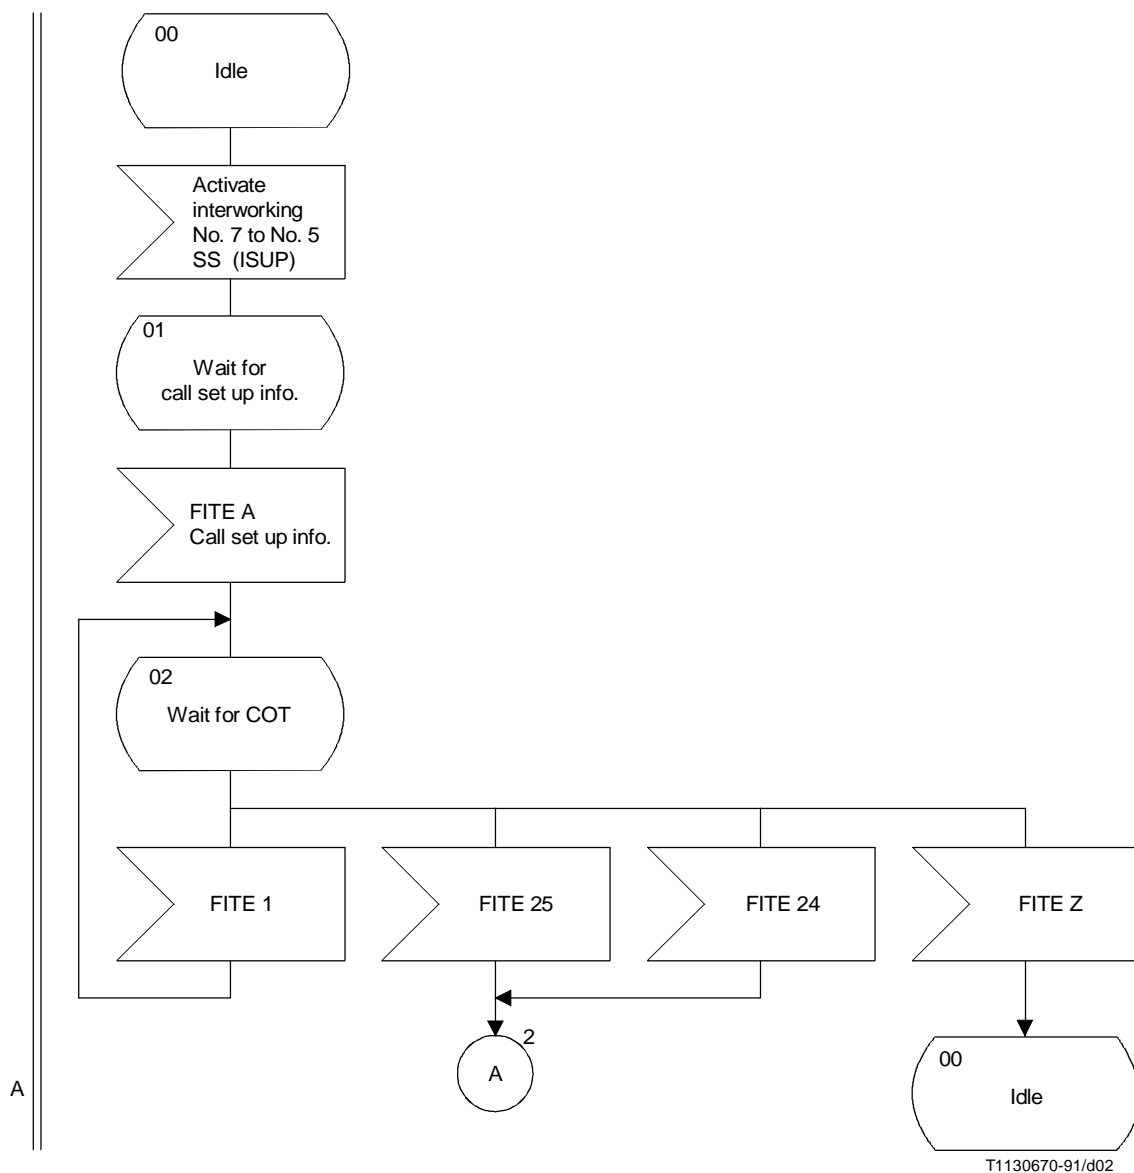 00
Idle
Activate
interworking
No. 7 to No. 5
SS (ISUP)
01
Wait for
call set up info.
FITE A
Call set up info.
02
Wait for COT
FITE 1
FITE 25
FITE 24
FITE Z
2
A
00
Idle
A
T1130670-91/d02